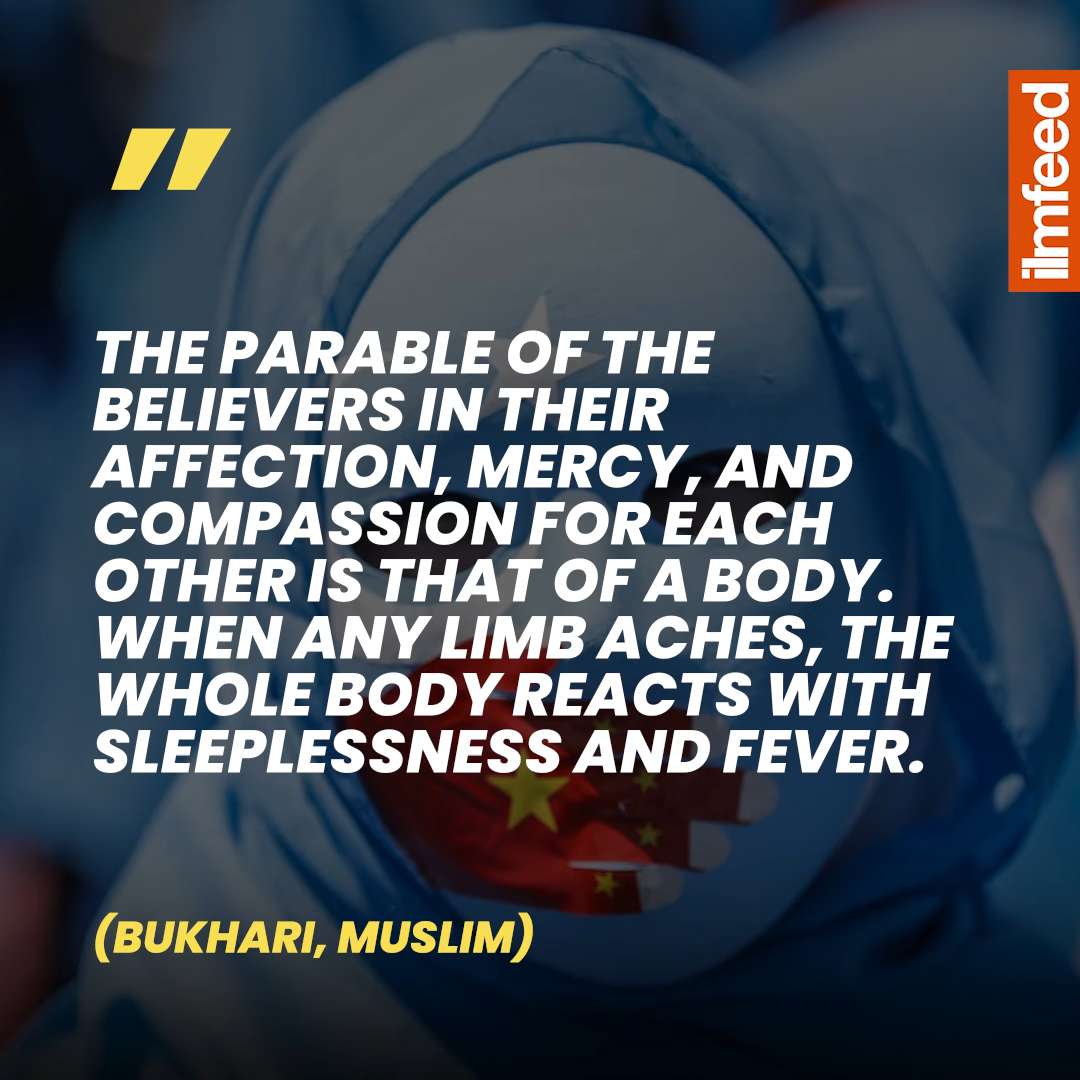 "
THE PARABLE OF THE
BELIEVERS IN THEIR
AFFECTION, MERCY, AND
COMPASSION FOR EACH
OTHER IS THAT OF A BODY.
WHEN ANY LIMB ACHES, THE
WHOLE BODY REACTS WITH
SLEEPLESSNESS AND FEVER.
(BUKHARI, MUSLIM)
ilmfeed